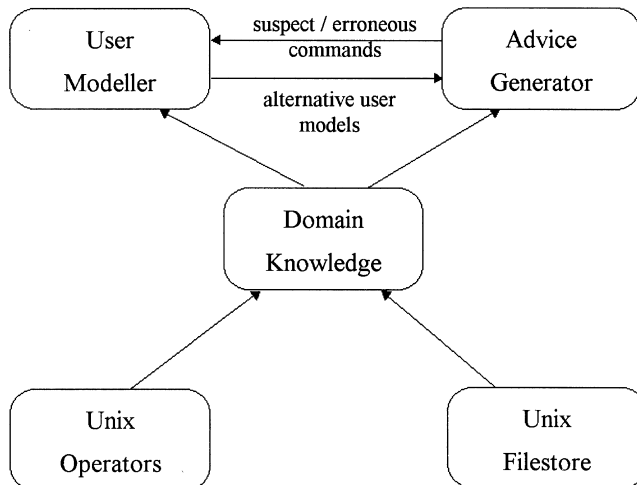 User
Modeller
suspect / erroneous
commands
Advice
Generator
alternative user
models
Domain
Knowledge
Unix
Operators
Unix
Filestore